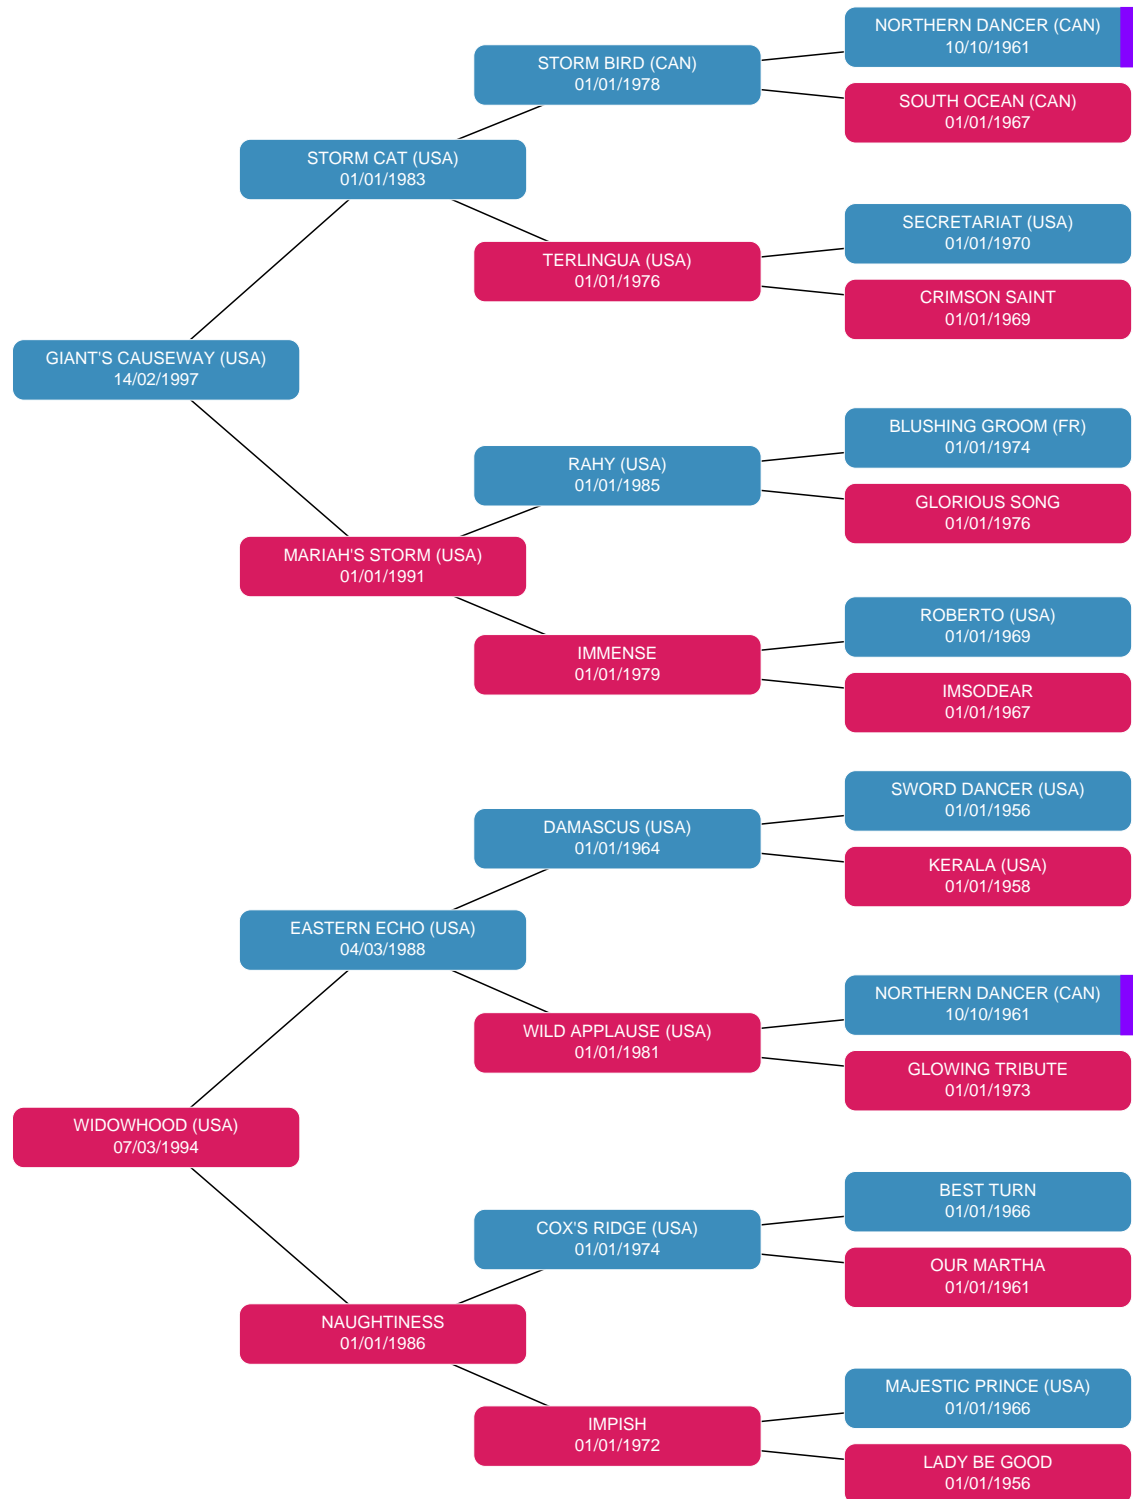 NORTHERN DANCER (CAN)
10/10/1961
STORM BIRD (CAN)
01/01/1978
SOUTH OCEAN (CAN)
01/01/1967
STORM CAT (USA)
01/01/1983
SECRETARIAT (USA)
01/01/1970
TERLINGUA (USA)
01/01/1976
CRIMSON SAINT
01/01/1969
GIANT'S CAUSEWAY (USA)
14/02/1997
BLUSHING GROOM (FR)
01/01/1974
RAHY (USA)
01/01/1985
GLORIOUS SONG
01/01/1976
MARIAH'S STORM (USA)
01/01/1991
ROBERTO (USA)
01/01/1969
IMMENSE
01/01/1979
IMSODEAR
01/01/1967
SWORD DANCER (USA)
01/01/1956
DAMASCUS (USA)
01/01/1964
KERALA (USA)
01/01/1958
EASTERN ECHO (USA)
04/03/1988
NORTHERN DANCER (CAN)
10/10/1961
WILD APPLAUSE (USA)
01/01/1981
GLOWING TRIBUTE
01/01/1973
WIDOWHOOD (USA)
07/03/1994
BEST TURN
01/01/1966
COX'S RIDGE (USA)
01/01/1974
OUR MARTHA
01/01/1961
NAUGHTINESS
01/01/1986
MAJESTIC PRINCE (USA)
01/01/1966
IMPISH
01/01/1972
LADY BE GOOD
01/01/1956